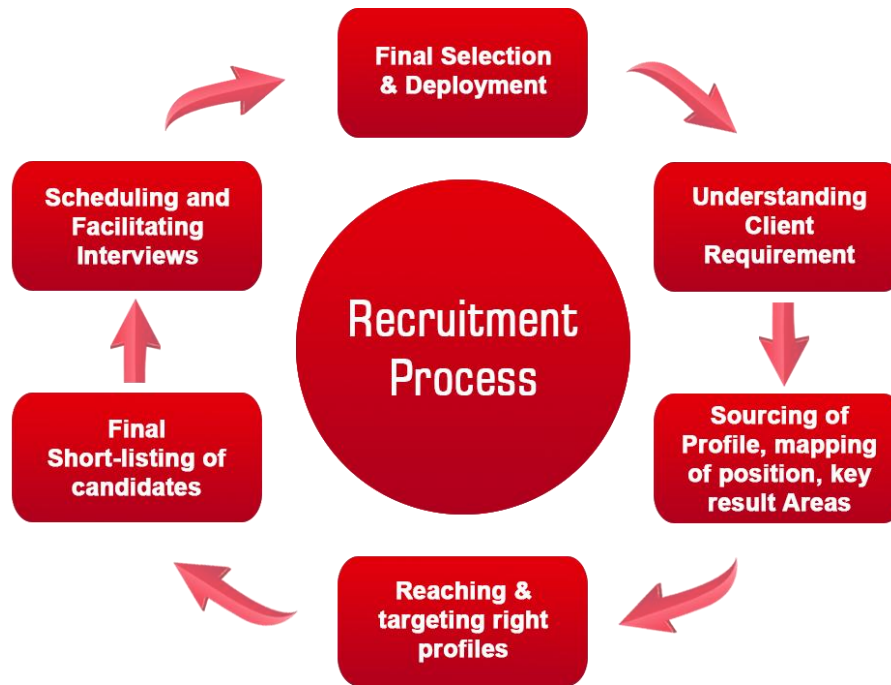 Final Selection
& Deployment
Understanding
Client
Requirement
Sourcing of
Profile, mapping
of position, key
result Areas
Reaching &
targeting right
profiles
Final
Short-listing of
candidates
Scheduling and
Facilitating
Interviews
Recruitment
Process